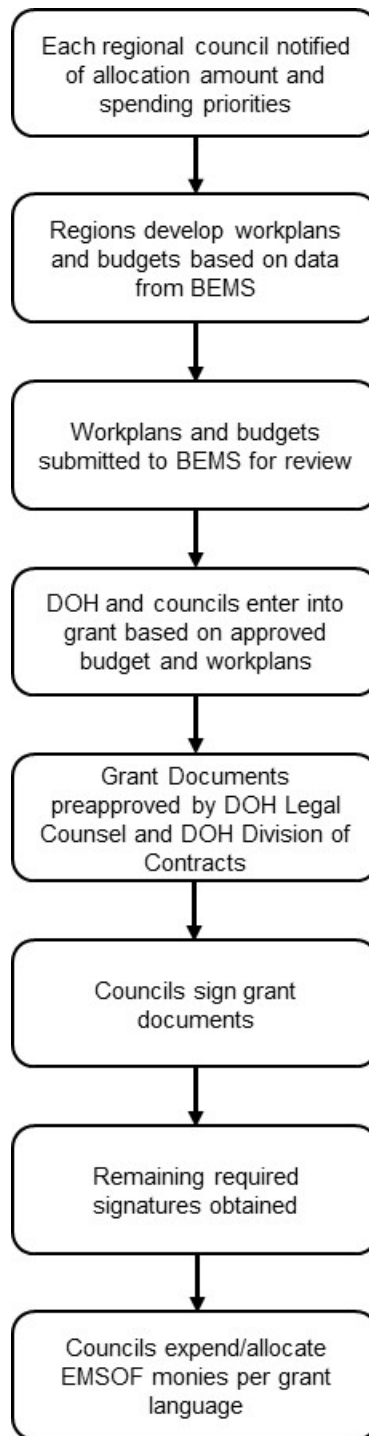 Each regional council notified
of allocation amount and
spending priorities
Regions develop workplans
and budgets based on data
from BEMS
Workplans and budgets
submitted to BEMS for review
DOH and councils enter into
grant based on approved
budget and workplans
Grant Documents
preapproved by DOH Legal
Counsel and DOH Division of
Contracts
Councils sign grant
documents
Remaining required
signatures obtained
Councils expend/allocate
EMSOF monies per grant
language